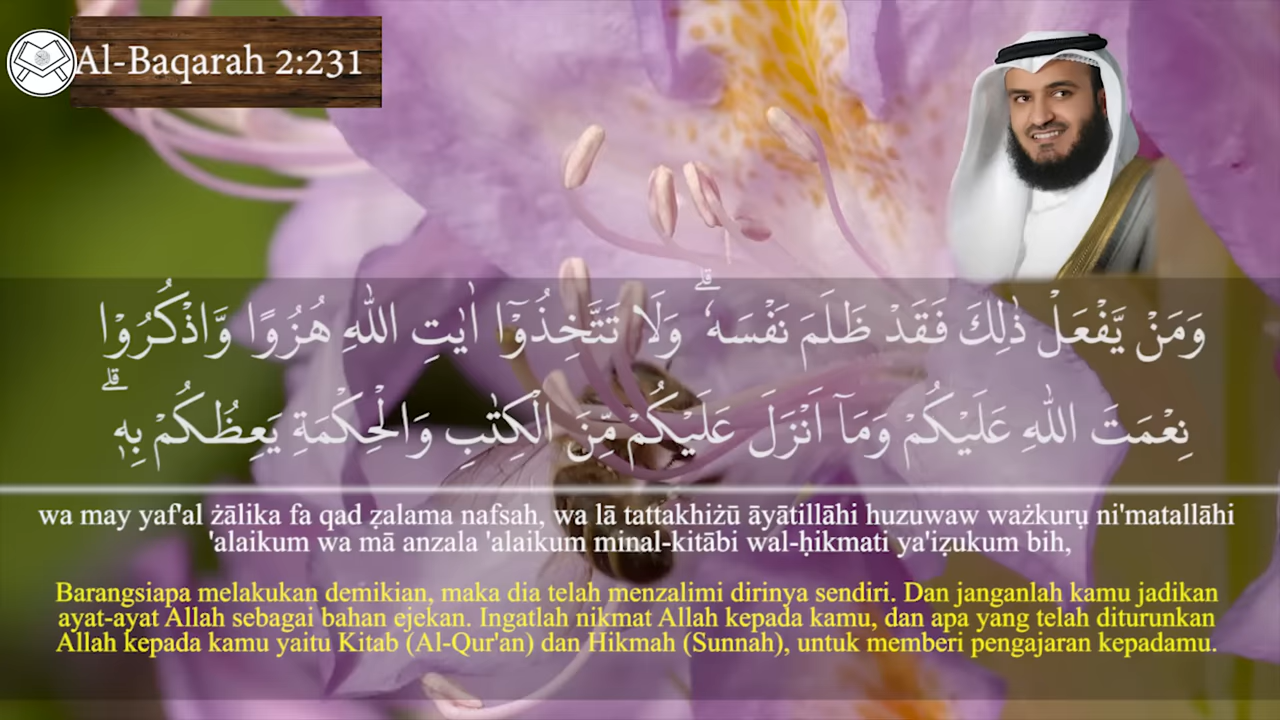 Al-Baqarah 2:231
وَمَنْ يَّفْعَلْ ذٰلِكَ فَقَدْ ظَلَمَ نَفْسَهٗ ۗ وَلَا تَتَّخِذُوْٓا اٰيٰتِ اللّٰهِ هُزُوًا وَّاذْكُرُوْا
نِعْمَتَ اللّٰهِ عَلَيْكُمْ وَمَآ اَنْزَلَ عَلَيْكُمْ مِّنَ الْكِتٰبِ وَالْحِكْمَةِ يَعِظُكُمْ بِهٖ ۗ
wa may yaf'al żālika fa qad ẓalama nafsah, wa lā tattakhiżū āyātillāhi huzuwaw ważkurụ ni'matallāhi
'alaikum wa mā anzala 'alaikum minal-kitābi wal-ḥikmati ya'iẓukum bih,
Barangsiapa melakukan demikian, maka dia telah menzalimi dirinya sendiri. Dan janganlah kamu jadikan
ayat-ayat Allah sebagai bahan ejekan. Ingatlah nikmat Allah kepada kamu, dan apa yang telah diturunkan
Allah kepada kamu yaitu Kitab (Al-Qur'an) dan Hikmah (Sunnah), untuk memberi pengajaran kepadamu.